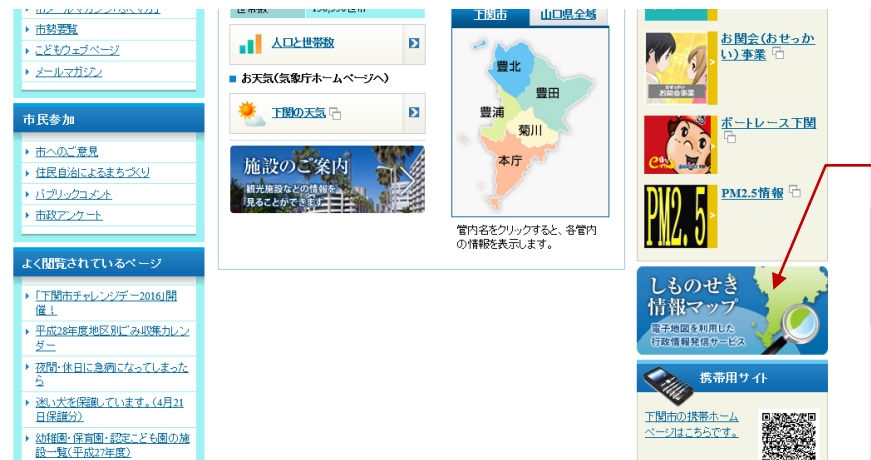 市勢要覧
こどもウェブページ
メールマガジン
市民参加
市へのご意見
住民自治によるまちづくり
パブリックコメント
市政アンケート
よく閲覧されているページ
「下関市チャレンジデー2016」開
催！
平成28年度地区別ごみ収集カレン
ダー
夜間・休日に急病になってしまった
ら
迷い犬を保護しています。(4月21
日保護分)
幼稚園・保育園・認定こども園の施
設一覧(平成27年度)
人口と世帯数
お天気(気象庁ホームページへ)
下関の天気
施設のご案内
観光施設などの情報を
見ることができます
下関市
山口県全域
豊北
豊田
豊浦
菊川
本庁
管内名をクリックすると、各管内
の情報を表示します。
お関会(おせっか
い)事業
お関会事業
ボートレース下関
PM2.5情報
PM2.5
しものせき
情報マップ
電子地図を利用した
行政情報発信サービス
携帯用サイト
下関市の携帯ホーム
ページはこちらです。